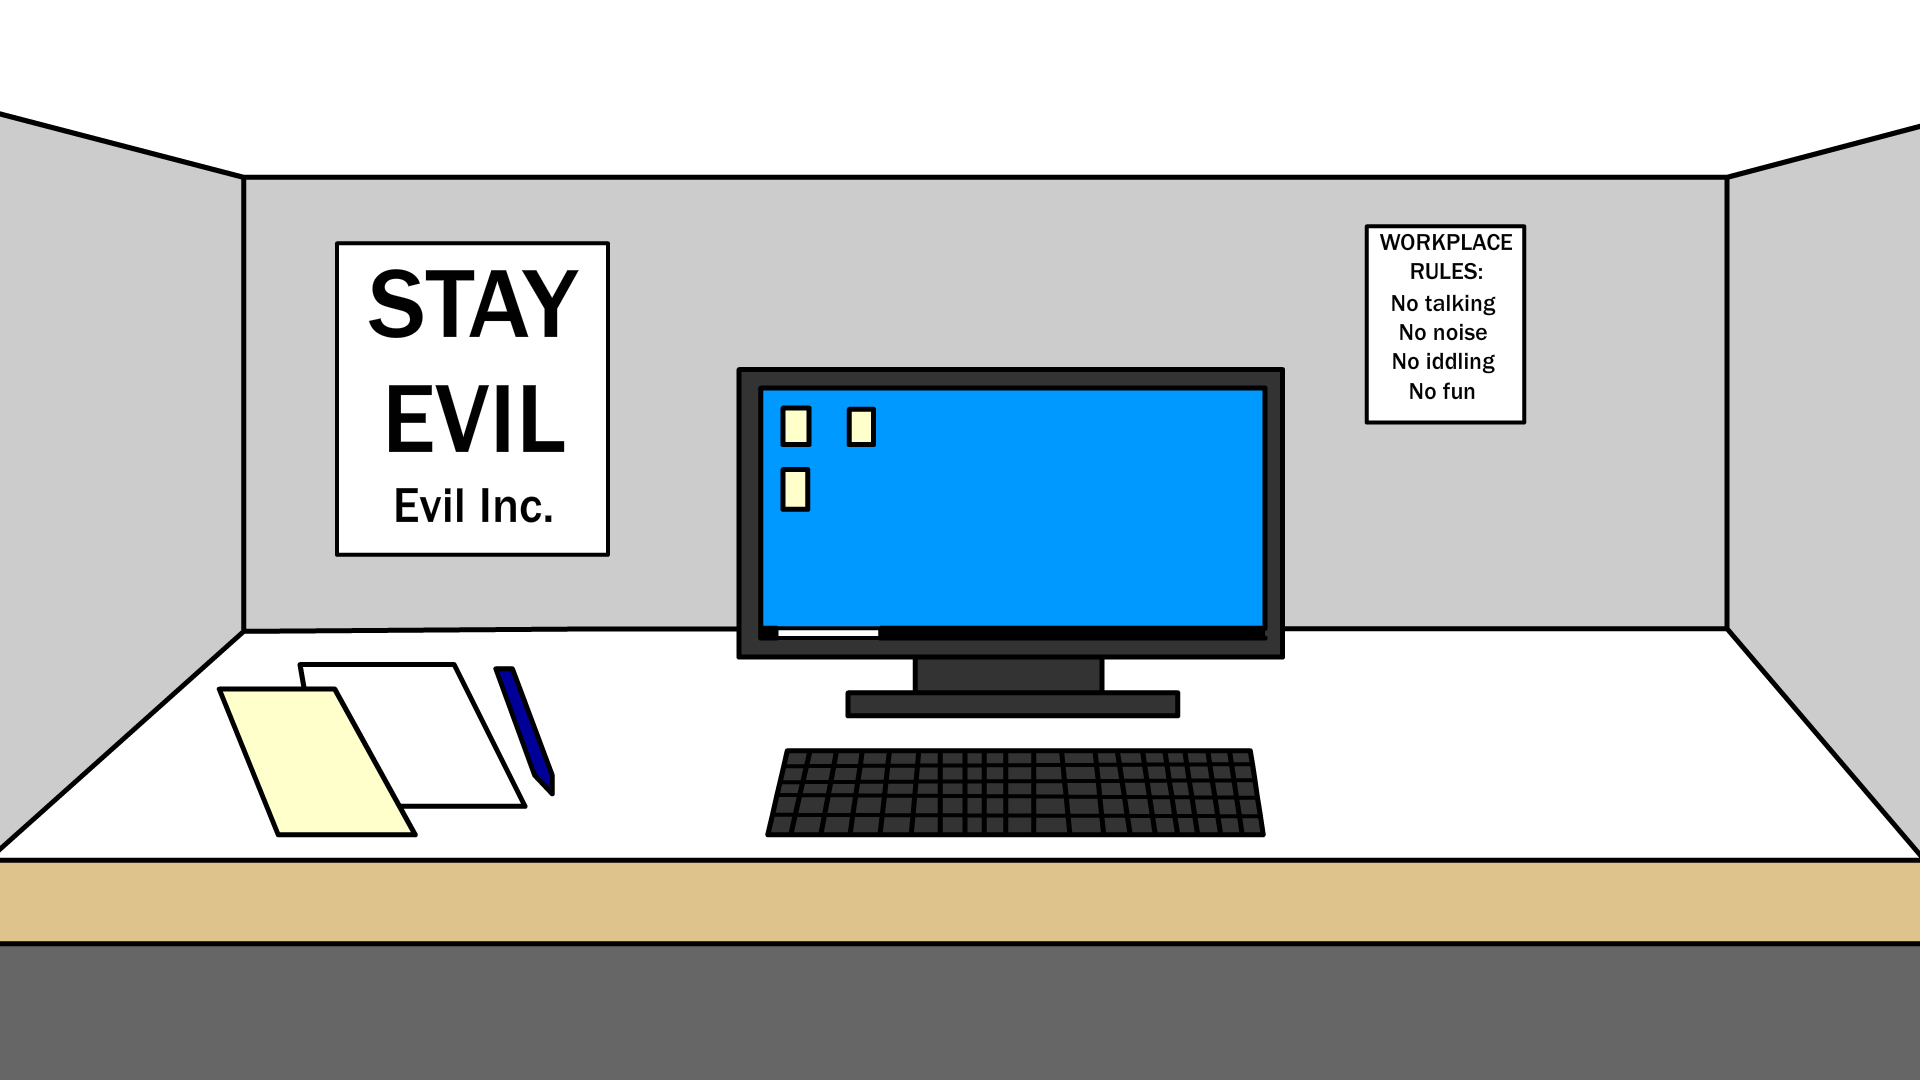 STAY
EVIL
Evil Inc.
WORKPLACE
RULES:
No talking
No noise
No iddling
No fun